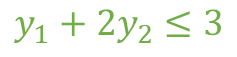 y₁ + 2y₂ ≤ 3